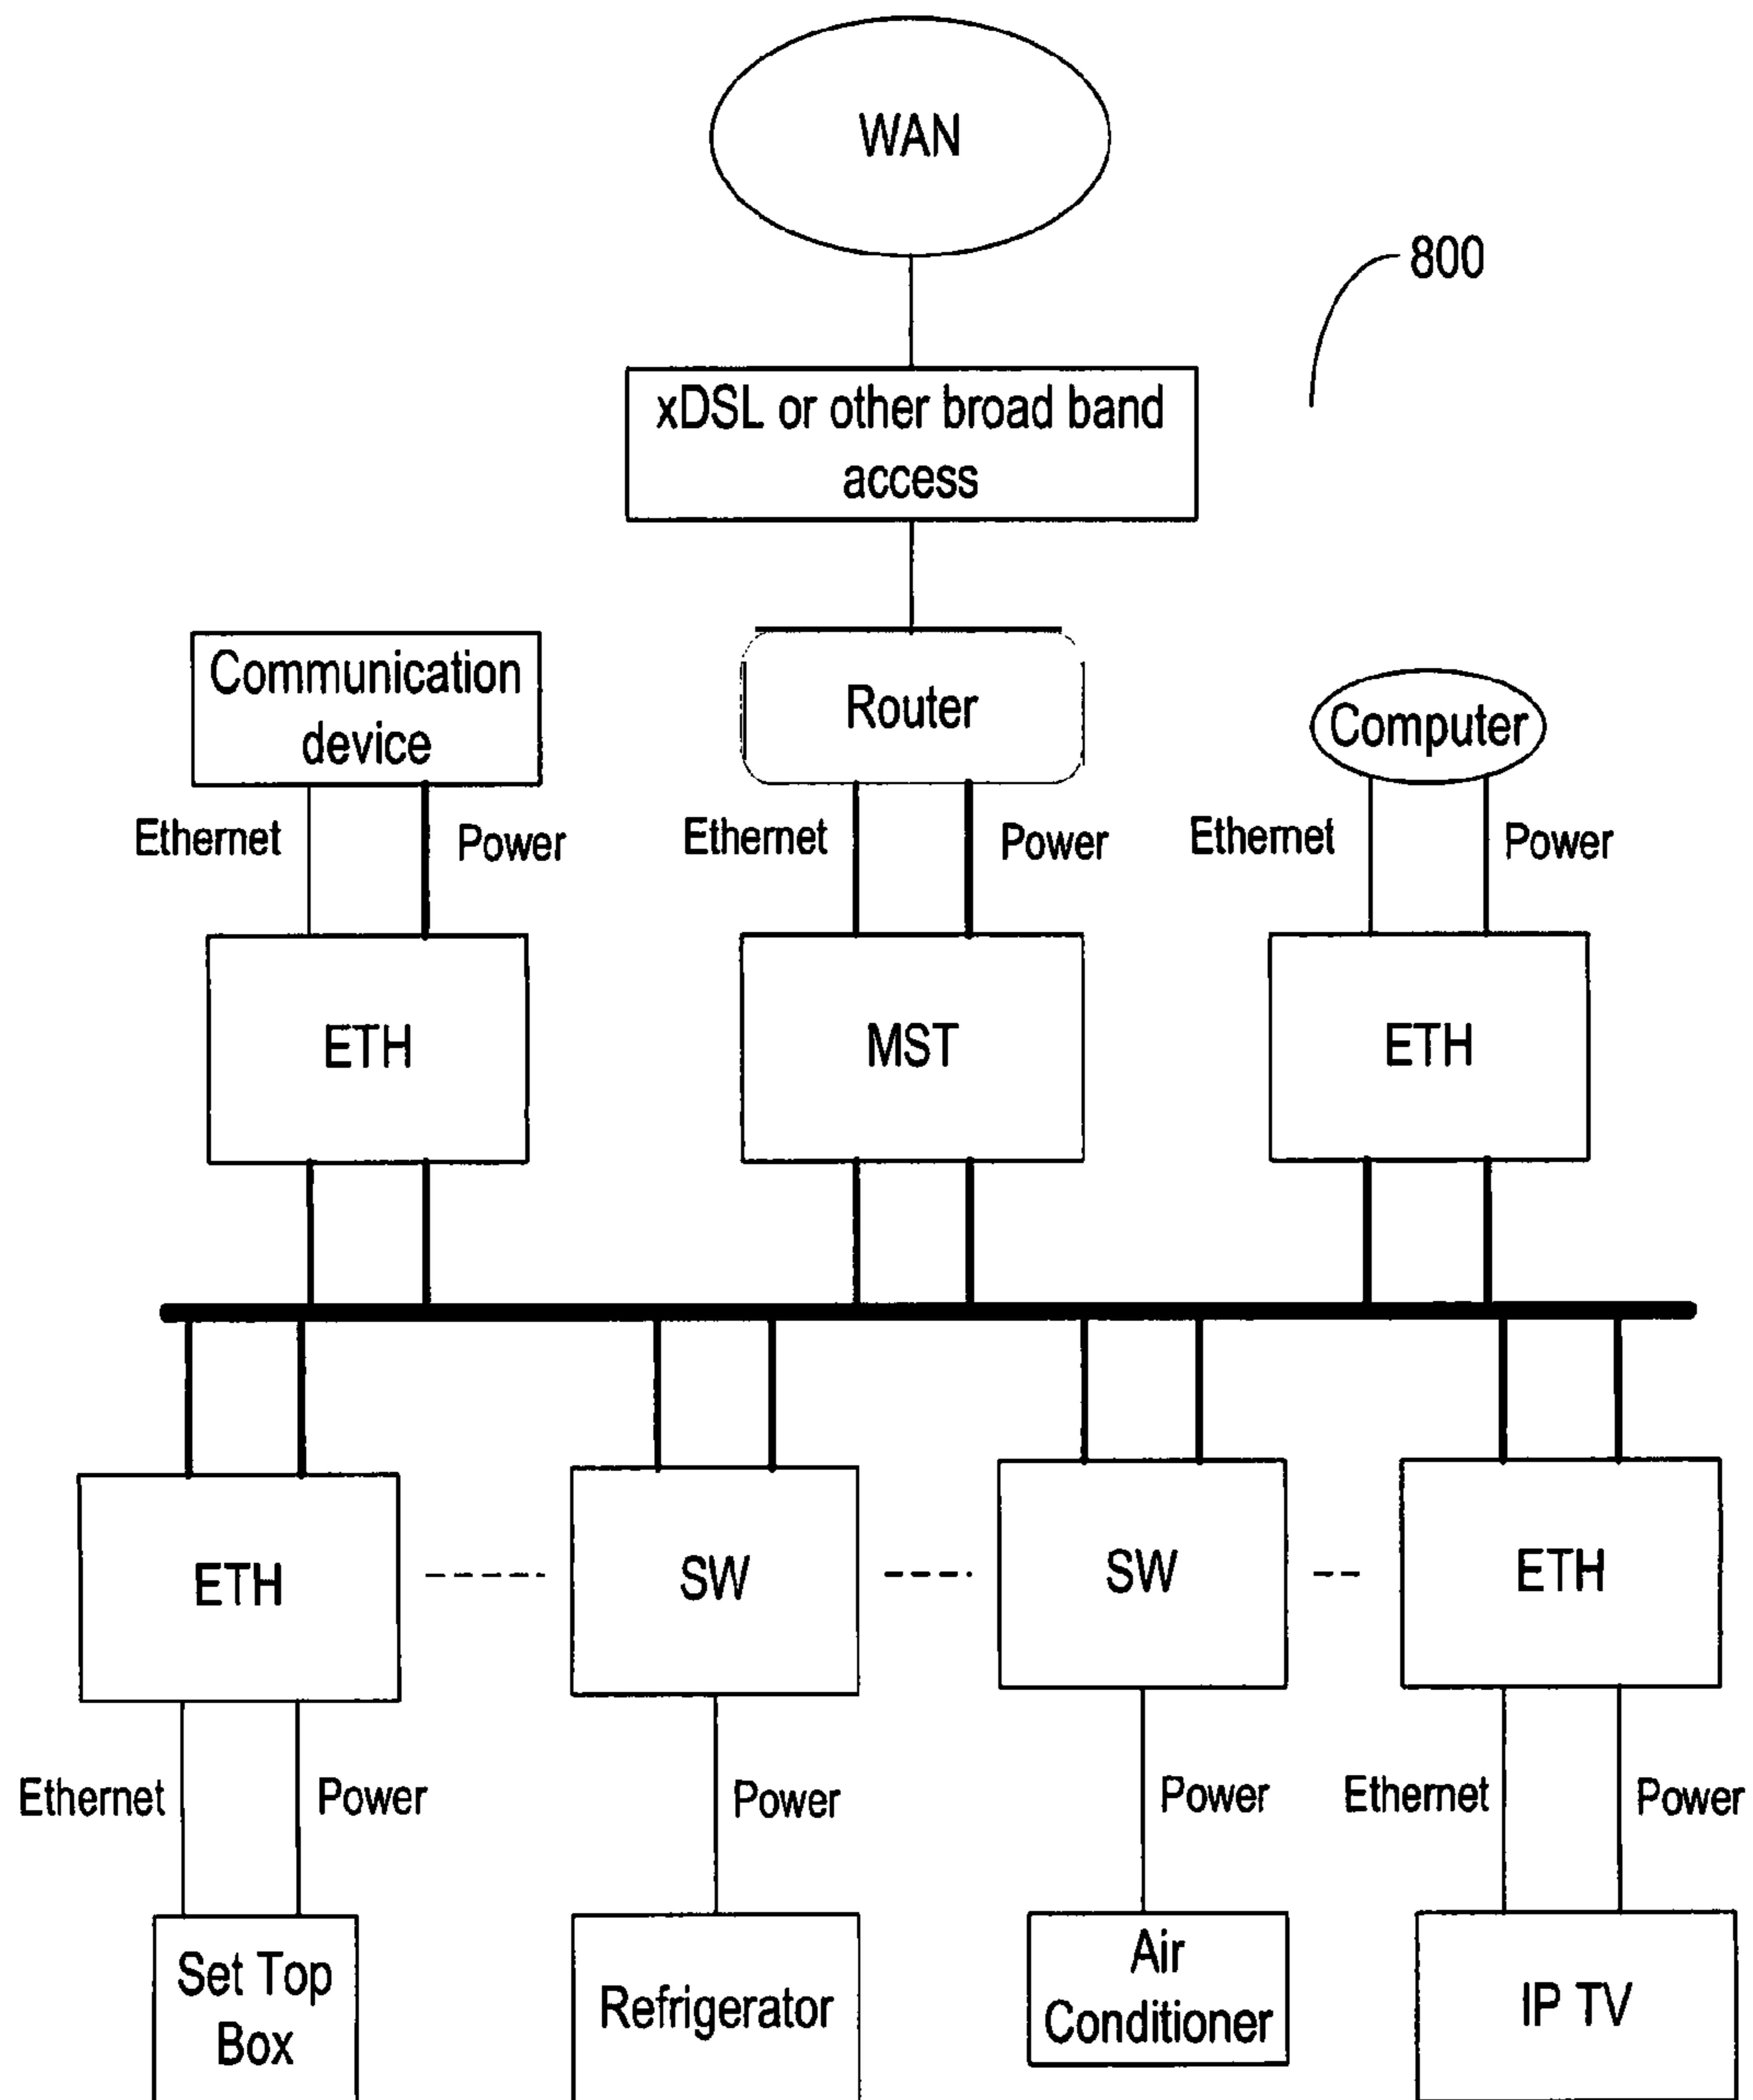 WAN
800
xDSL or other broad band
access
Communication
device
Router
Computer
Ethernet
Power
Ethernet
Power
Ethernet
Power
ETH
MST
ETH
ETH
SW
SW
ETH
Ethernet
Power
Power
Power
Ethernet
Power
Set Top
Box
Refrigerator
Air
Conditioner
IP TV